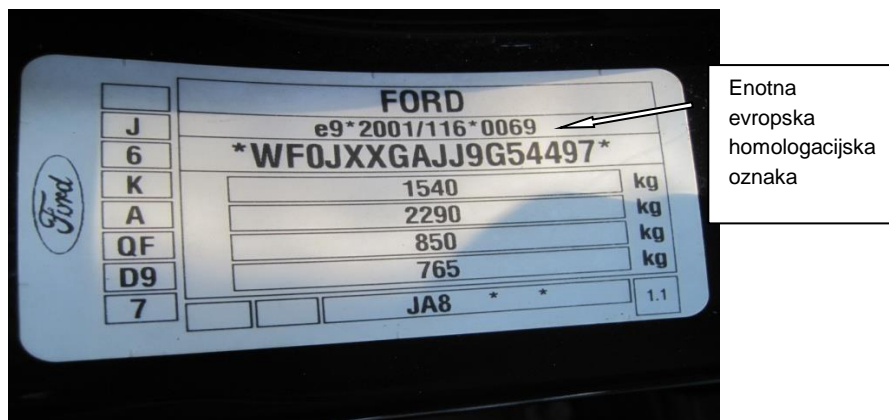 FORD
J e9*2001/116*0069
6 *WF0JXXGAJJ9G54497*
K 1540 kg
A 2290 kg
QF 850 kg
D9 765 kg
7 JA8 * * 1.1
Ford
Enotna
evropska
homologacijska
oznaka